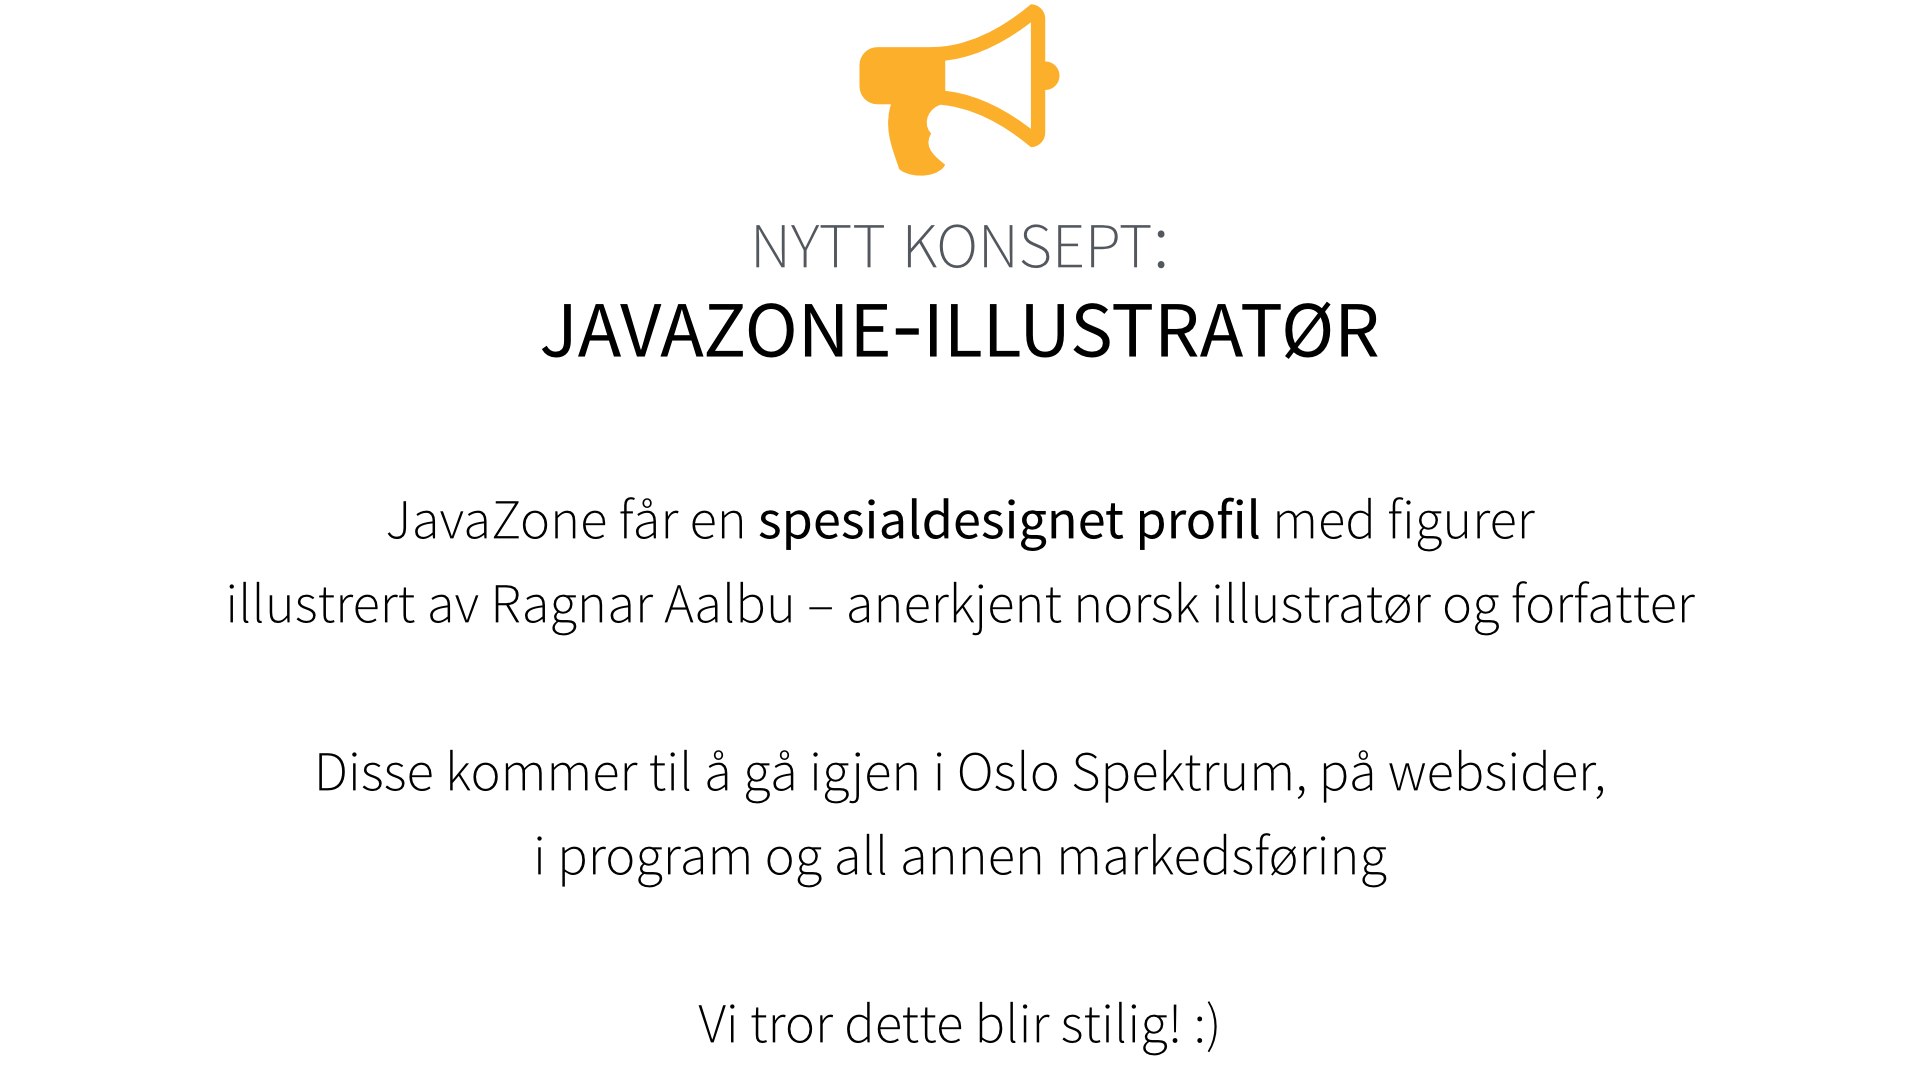 NYTT KONSEPT:
JAVAZONE-ILLUSTRATØR
JavaZone får en spesialdesignet profil med figurer
illustrert av Ragnar Aalbu – anerkjent norsk illustratør og forfatter
Disse kommer til å gå igjen i Oslo Spektrum, på websider,
i program og all annen markedsføring
Vi tror dette blir stilig! :)